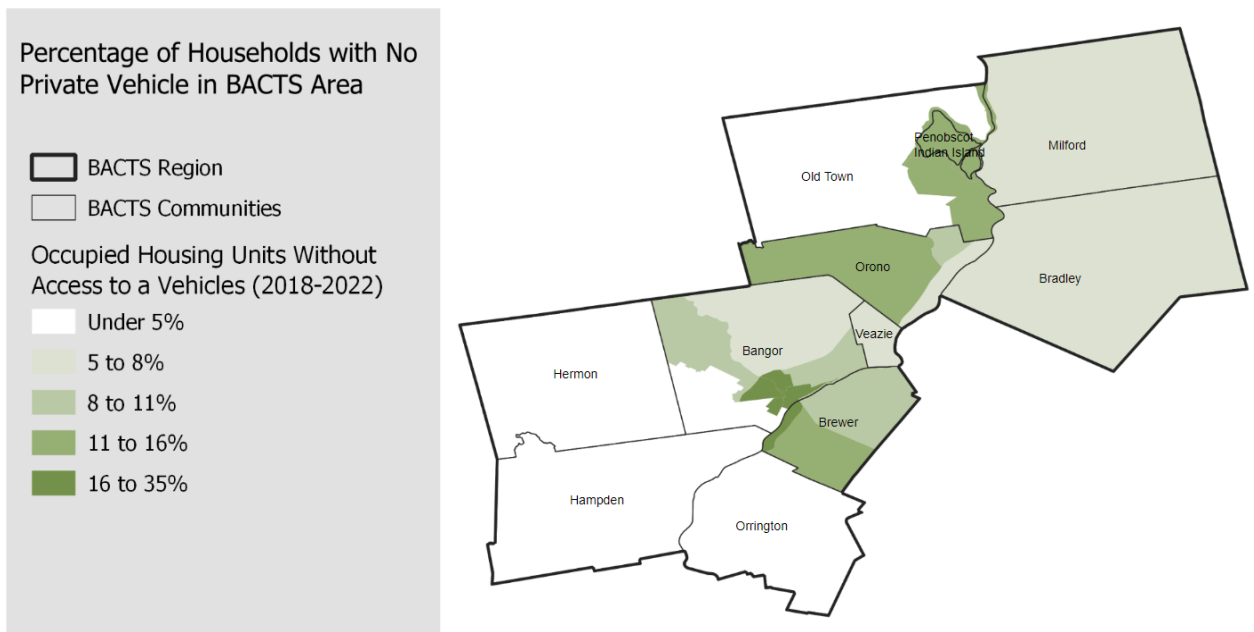 Percentage of Households with No
Private Vehicle in BACTS Area
BACTS Region
BACTS Communities
Occupied Housing Units Without
Access to a Vehicles (2018-2022)
Under 5%
5 to 8%
8 to 11%
11 to 16%
16 to 35%
Penobscot
Indian Island
Milford
Old Town
Orono
Bradley
Veazie
Bangor
Hermon
Brewer
Hampden
Orrington